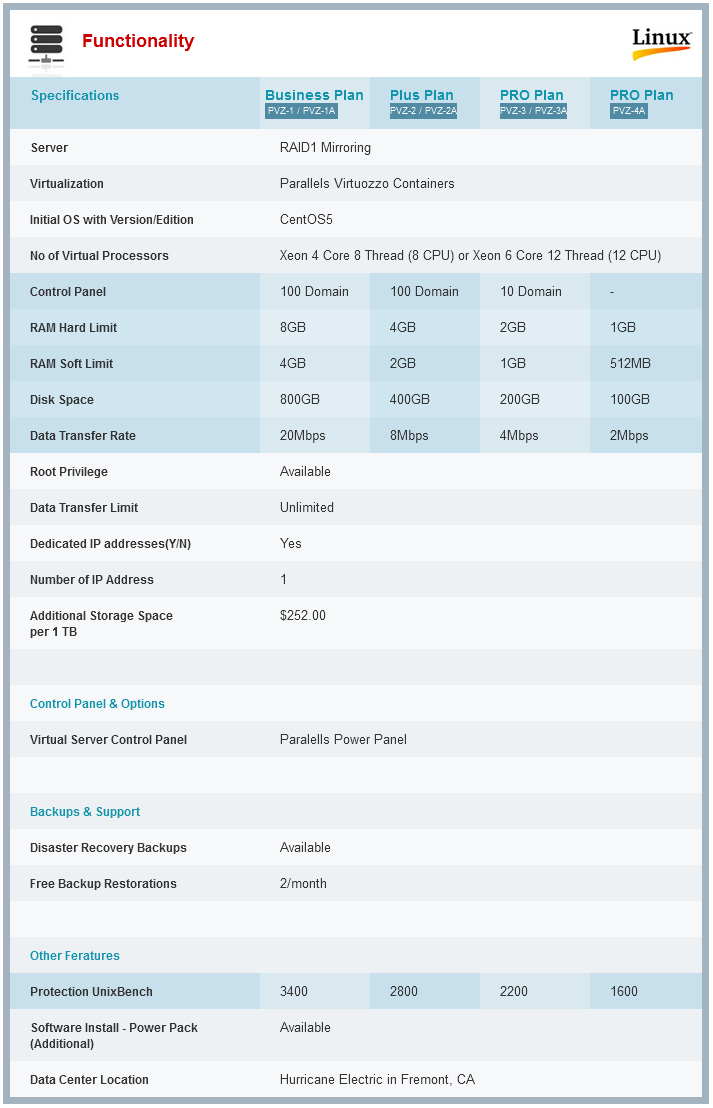 Functionality
Linux
Specifications Business Plan Plus Plan PRO Plan PRO Plan
PVZ-1 / PVZ-1A PVZ-2 / PVZ-2A PVZ-3 / PVZ-3A PVZ-4A
Server RAID1 Mirroring
Virtualization Parallels Virtuozzo Containers
Initial OS with Version/Edition CentOS5
No of Virtual Processors Xeon 4 Core 8 Thread (8 CPU) or Xeon 6 Core 12 Thread (12 CPU)
Control Panel 100 Domain 100 Domain 10 Domain -
RAM Hard Limit 8GB 4GB 2GB 1GB
RAM Soft Limit 4GB 2GB 1GB 512MB
Disk Space 800GB 400GB 200GB 100GB
Data Transfer Rate 20Mbps 8Mbps 4Mbps 2Mbps
Root Privilege Available
Data Transfer Limit Unlimited
Dedicated IP addresses(Y/N) Yes
Number of IP Address 1
Additional Storage Space $252.00
per 1 TB
Control Panel & Options
Virtual Server Control Panel Paralells Power Panel
Backups & Support
Disaster Recovery Backups Available
Free Backup Restorations 2/month
Other Feratures
Protection UnixBench 3400 2800 2200 1600
Software Install - Power Pack Available
(Additional)
Data Center Location Hurricane Electric in Fremont, CA